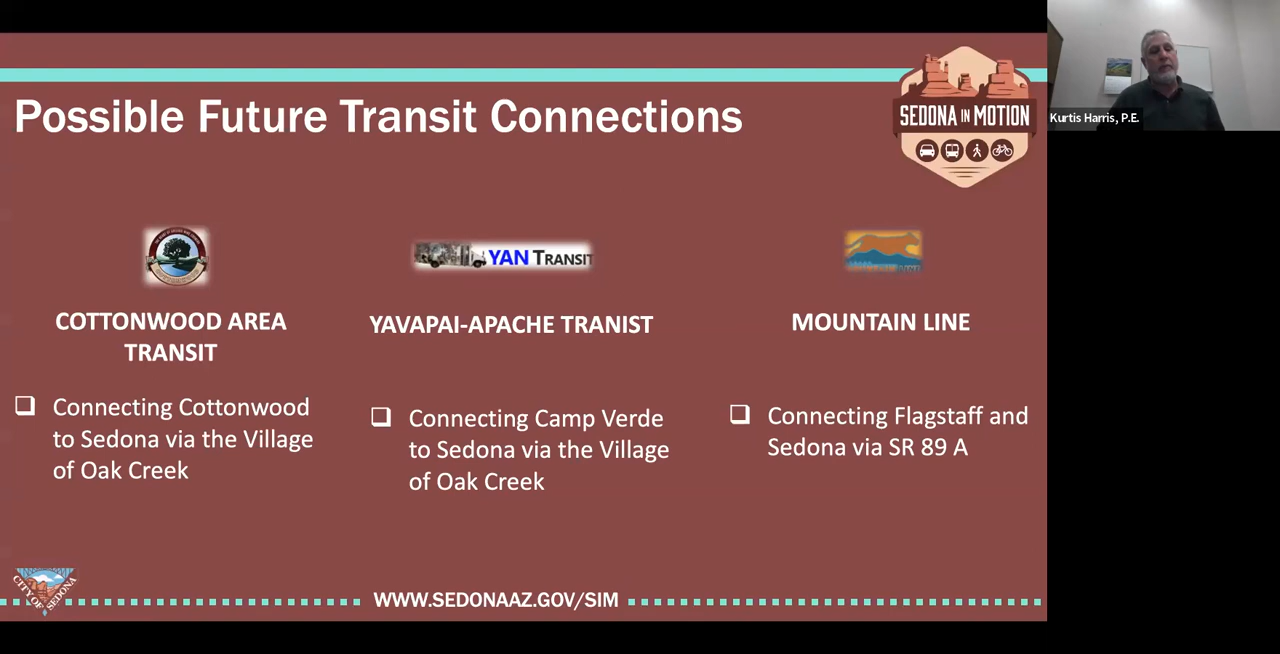 Possible Future Transit Connections
SEDONA IN MOTION
Kurtis Harris, P.E.
YAN TRANSIT
COTTONWOOD AREA
TRANSIT
YAVAPAI-APACHE TRANIST
MOUNTAIN LINE
❑ Connecting Cottonwood
to Sedona via the Village
of Oak Creek
❑ Connecting Camp Verde
to Sedona via the Village
of Oak Creek
❑ Connecting Flagstaff and
Sedona via SR 89 A
CITY OF SEDONA
WWW.SEDONAAZ.GOV/SIM